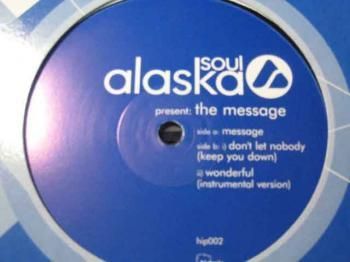 soul
alaska
present: the message
side a: message
side b: i) don't let nobody
(keep you down)
ii) wonderful
(instrumental version)
hip002